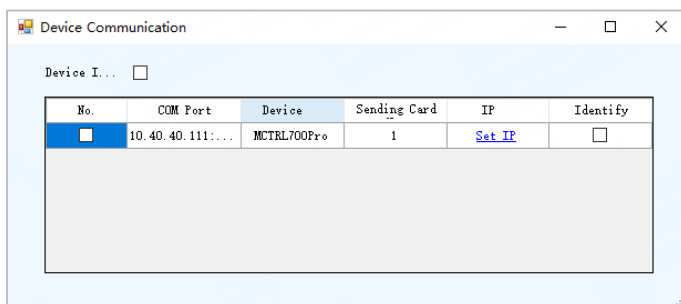 Device Communication
Device I...
No. COM Port Device Sending Card IP Identify
10.40.40.111:... MCTRL700Pro 1 Set IP